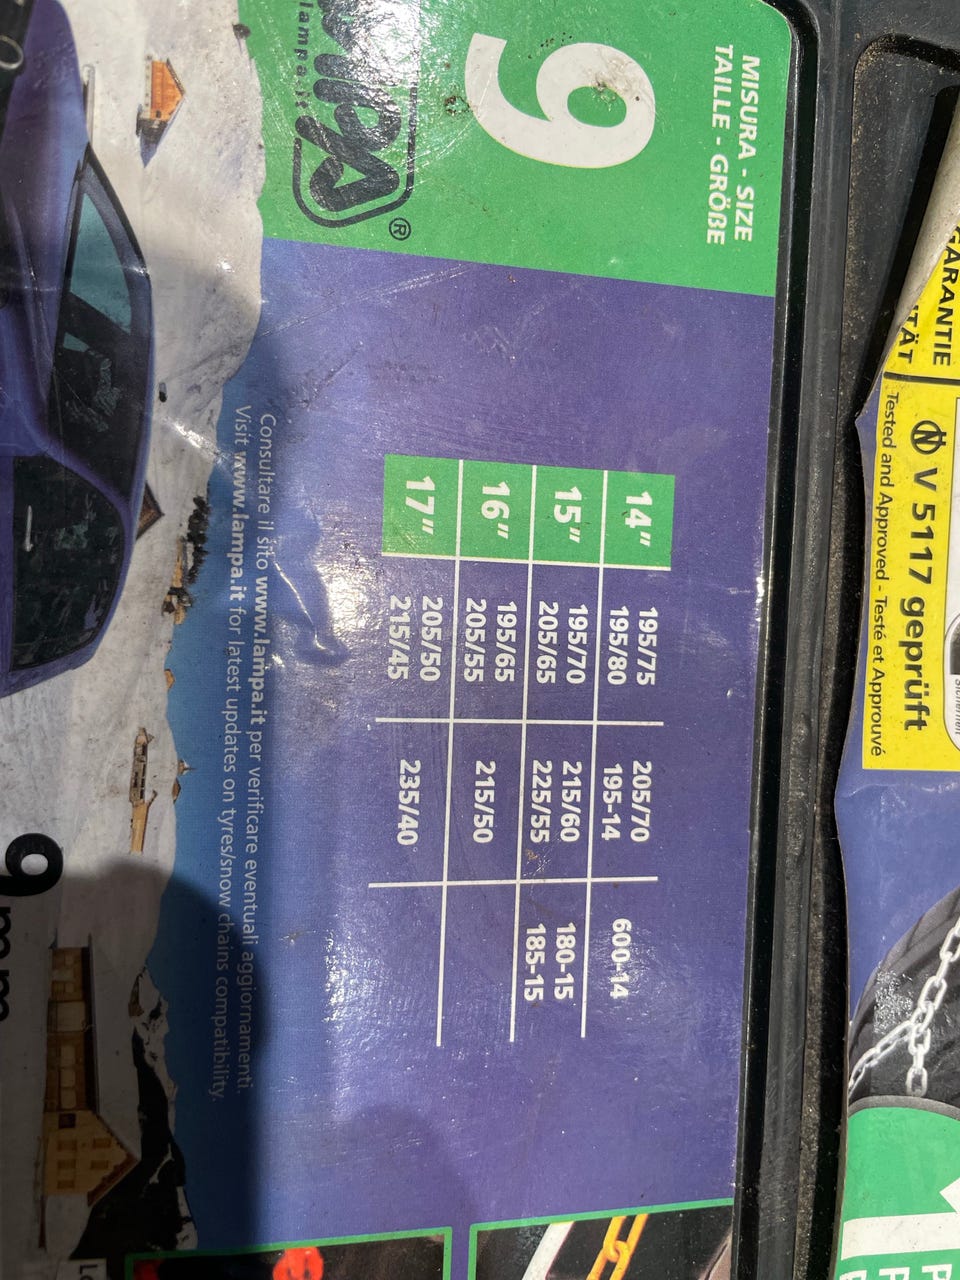 MISURA - SIZE
TAILLE - GRÖßE
9
lampa®
lampa.it
14" 195/75 205/70 600-14
195/80 195-14
15" 195/70 215/60 180-15
205/65 225/55 185-15
16" 195/65 215/50
205/55
17" 205/50 235/40
215/45
Consultare il sito www.lampa.it per verificare eventuali aggiornamenti.
Visit www.lampa.it for latest updates on tyres/snow chains compatibility.
9 mm
GARANTIE
TÄT
V 5117 geprüft
Tested and Approved - Testé et Approuvé
Sicherheit